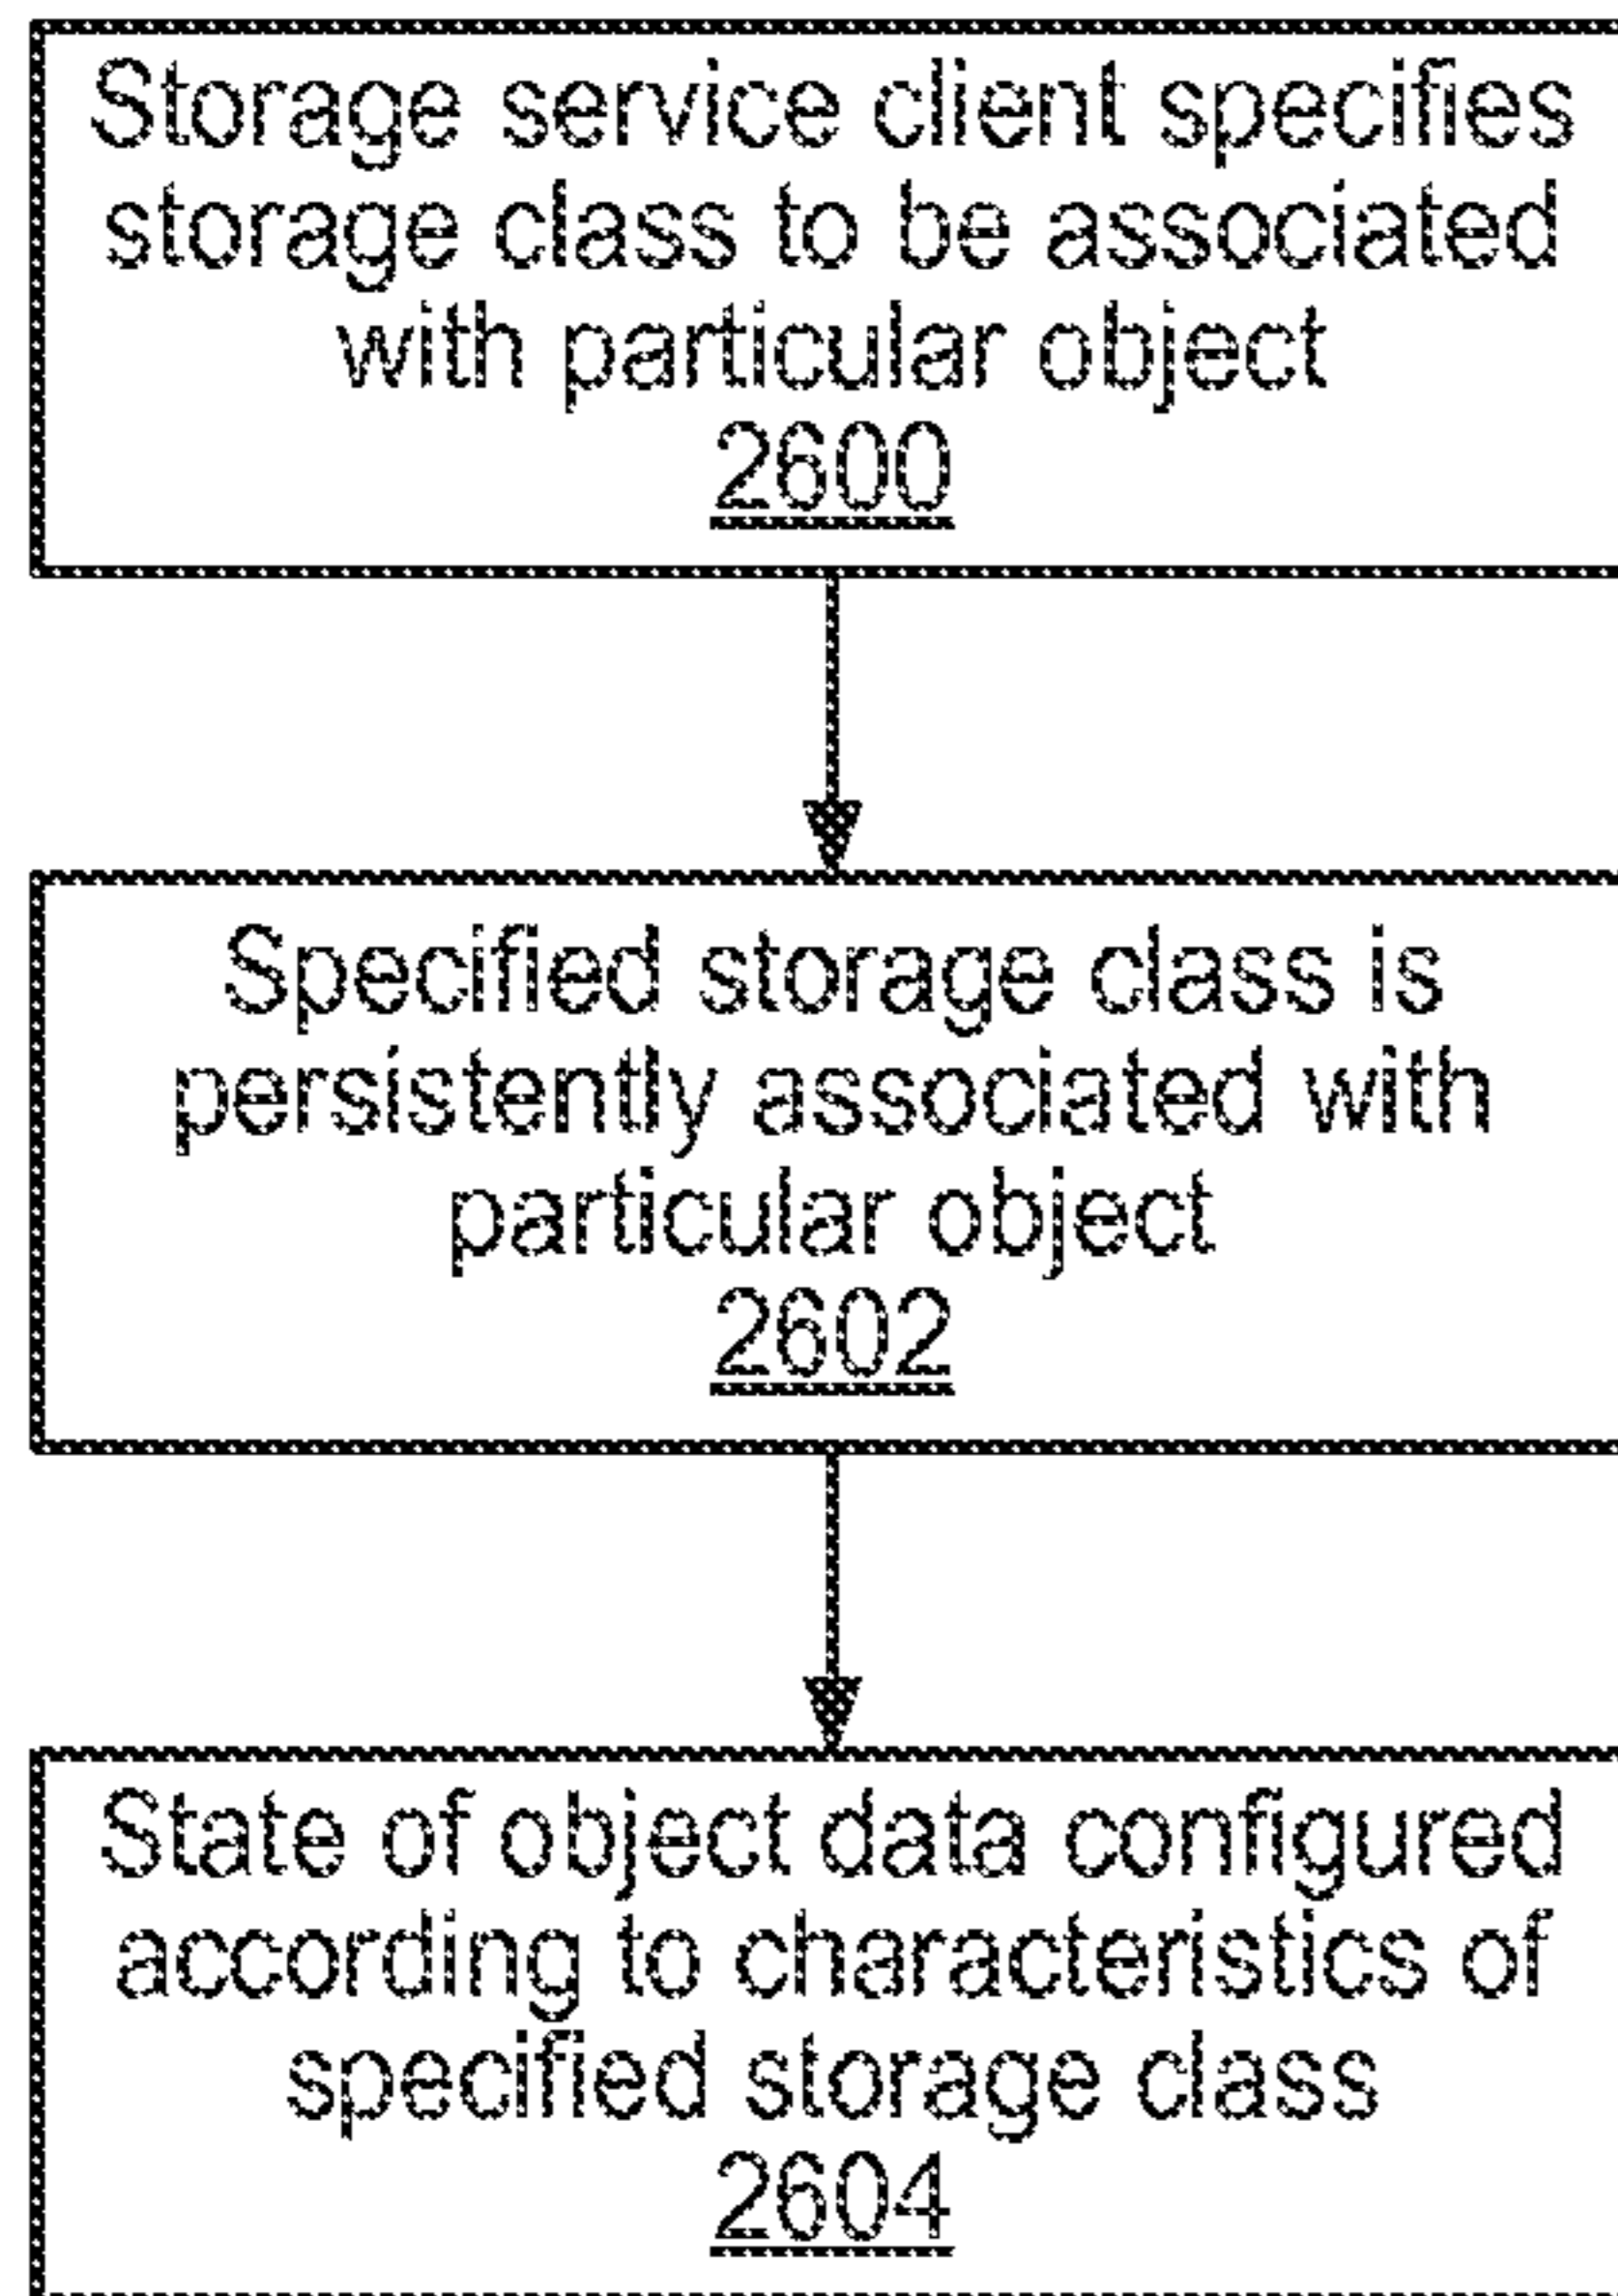 Storage service client specifies
storage class to be associated
with particular object
2600
Specified storage class is
persistently associated with
particular object
2602
State of object data configured
according to characteristics of
specified storage class
2604